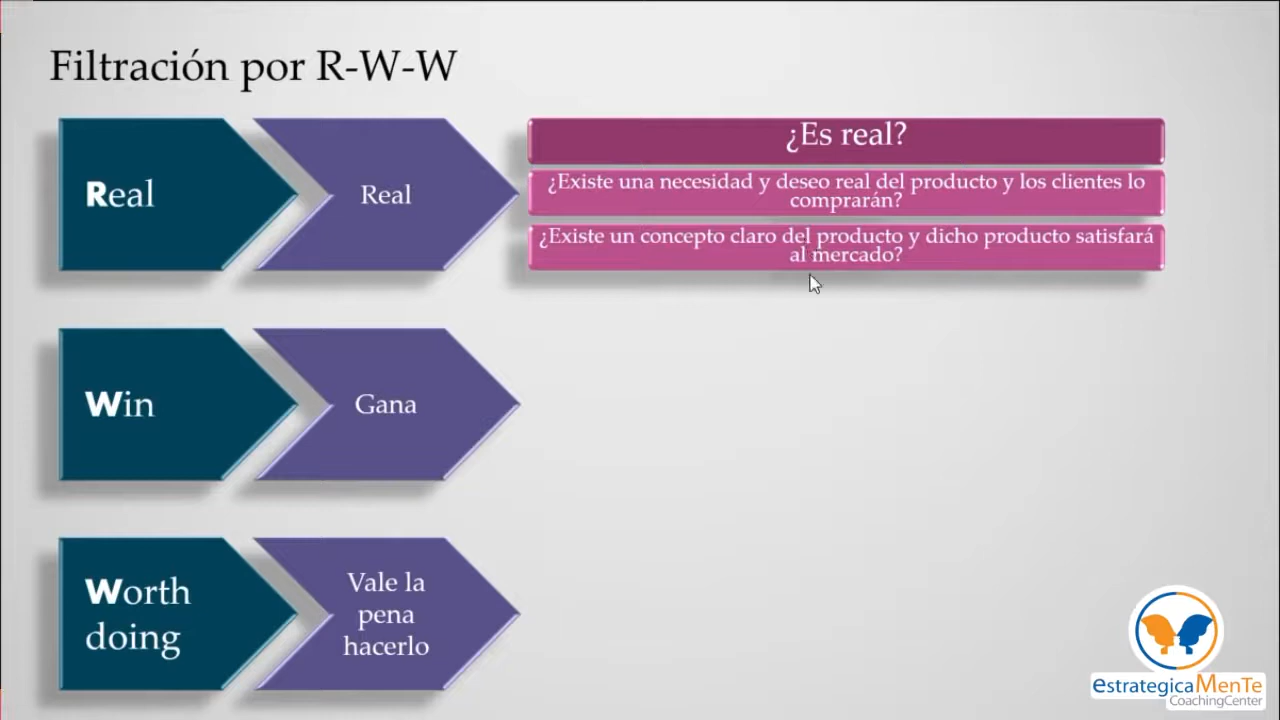 Filtración por R-W-W
Real
Real
¿Es real?
¿Existe una necesidad y deseo real del producto y los clientes lo
comprarán?
¿Existe un concepto claro del producto y dicho producto satisfará
al mercado?
Win
Gana
Worth
doing
Vale la
pena
hacerlo
estrategicaMenTe
CoachingCenter